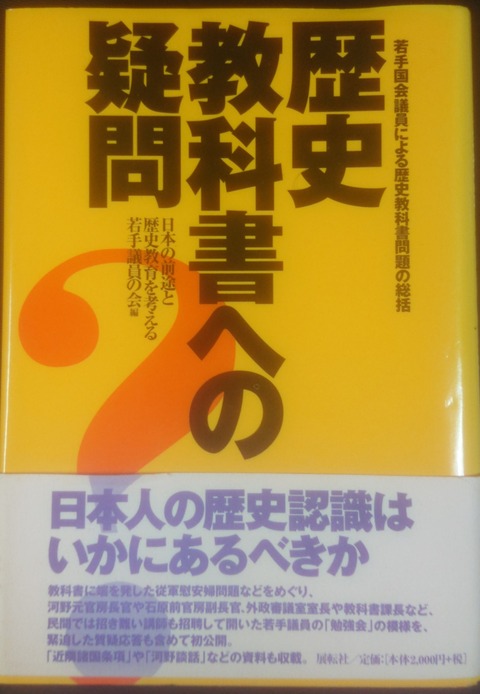 若手国会議員による歴史教科書問題の総括
歴史
教科書への
疑問
日本の前途と
歴史教育を考える
若手議員の会編
日本人の歴史認識は
いかにあるべきか
教科書に端を発した従軍慰安婦問題などをめぐり、
河野元官房長官や石原前官房副長官、外政審議室室長や教科書課長など、
民間では招き難い講師も招聘して開いた若手議員の「勉強会」の模様を、
緊迫した質疑応答も含めて初公開。
「近隣諸国条項」や「河野談話」などの資料も収載。 展転社/定価:[本体2,000円+税]